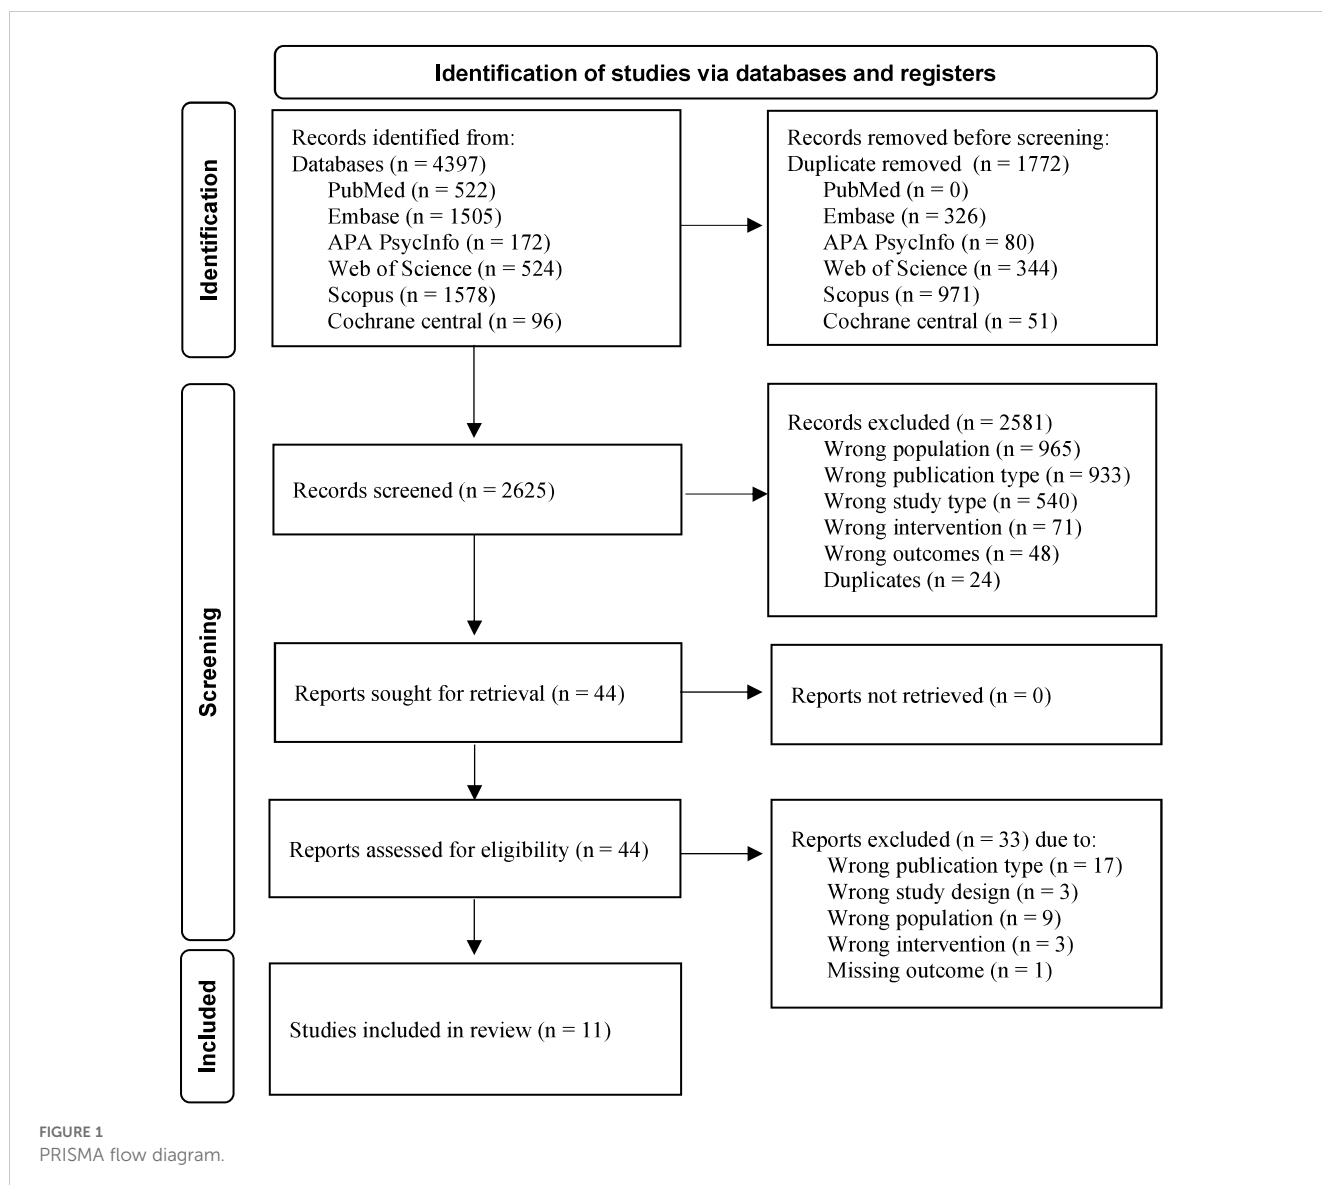 Identification of studies via databases and registers
Identification
Records identified from:
Databases (n = 4397)
PubMed (n = 522)
Embase (n = 1505)
APA PsycInfo (n = 172)
Web of Science (n = 524)
Scopus (n = 1578)
Cochrane central (n = 96)
Records removed before screening:
Duplicate removed (n = 1772)
PubMed (n = 0)
Embase (n = 326)
APA PsycInfo (n = 80)
Web of Science (n = 344)
Scopus (n = 971)
Cochrane central (n = 51)
Screening
Records screened (n = 2625)
Records excluded (n = 2581)
Wrong population (n = 965)
Wrong publication type (n = 933)
Wrong study type (n = 540)
Wrong intervention (n = 71)
Wrong outcomes (n = 48)
Duplicates (n = 24)
Reports sought for retrieval (n = 44)
Reports not retrieved (n = 0)
Reports assessed for eligibility (n = 44)
Reports excluded (n = 33) due to:
Wrong publication type (n = 17)
Wrong study design (n = 3)
Wrong population (n = 9)
Wrong intervention (n = 3)
Missing outcome (n = 1)
Included
Studies included in review (n = 11)
FIGURE 1
PRISMA flow diagram.